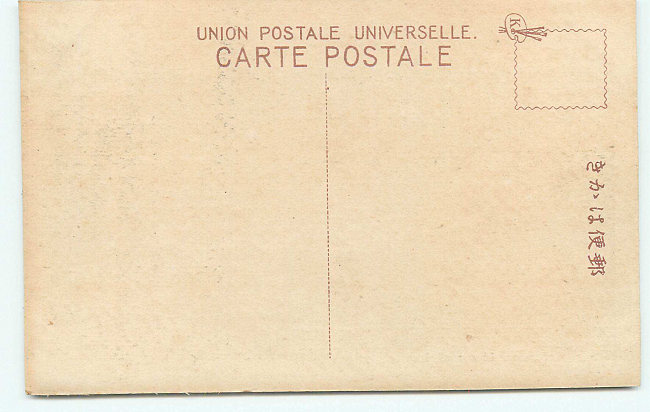 UNION POSTALE UNIVERSELLE.
CARTE POSTALE
K
郵便はかき